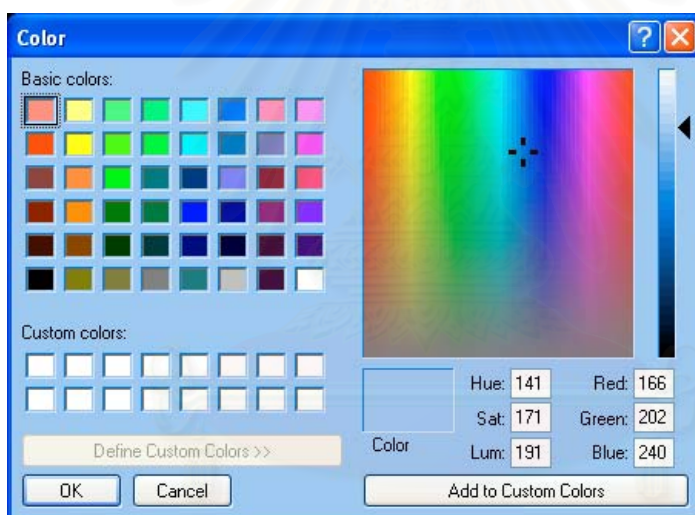 Color
Basic colors:
Custom colors:
Define Custom Colors >>
OK Cancel
Color
Hue: 141 Red: 166
Sat: 171 Green: 202
Lum: 191 Blue: 240
Add to Custom Colors